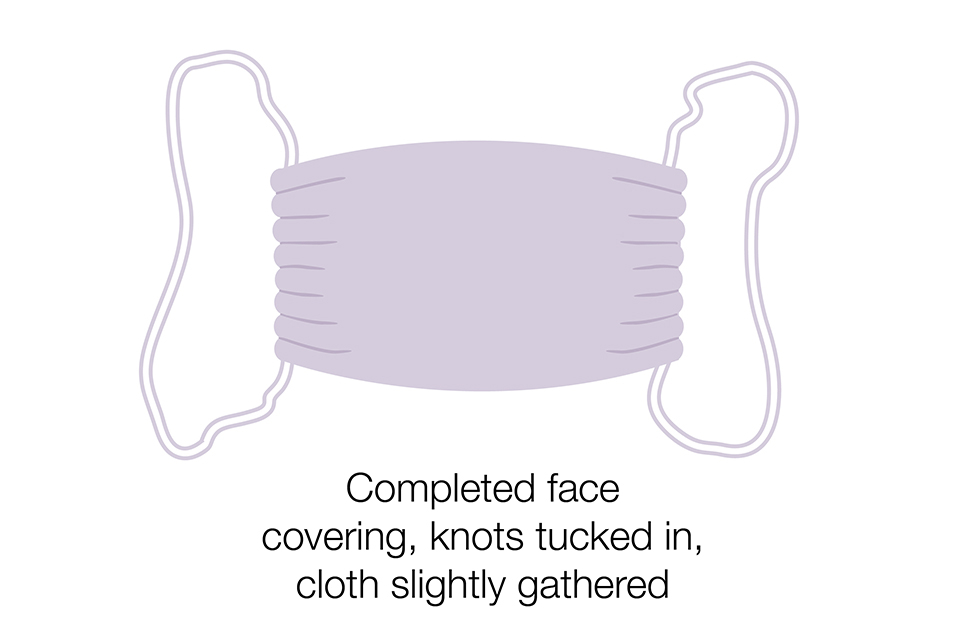 Completed face
covering, knots tucked in,
cloth slightly gathered